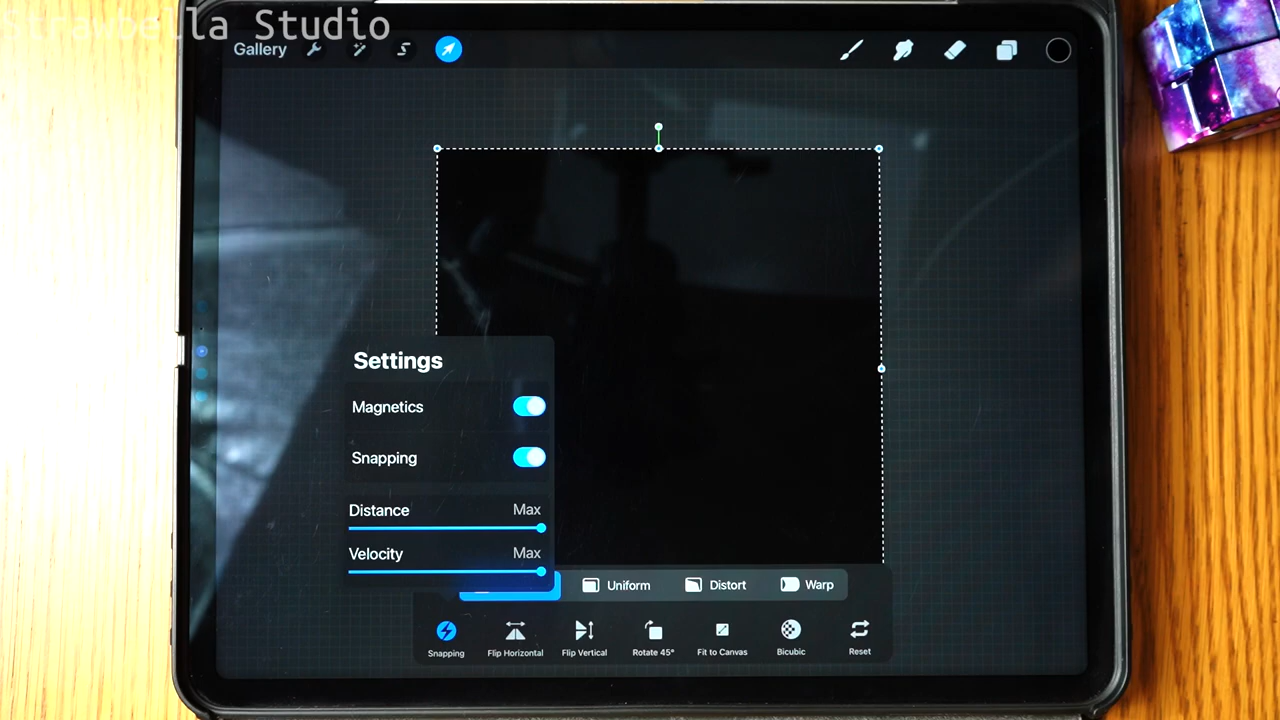 Strawbella Studio
Gallery
Settings
Magnetics
Snapping
Distance Max
Velocity Max
Uniform Distort Warp
Snapping Flip Horizontal Flip Vertical Rotate 45° Fit to Canvas Bicubic Reset